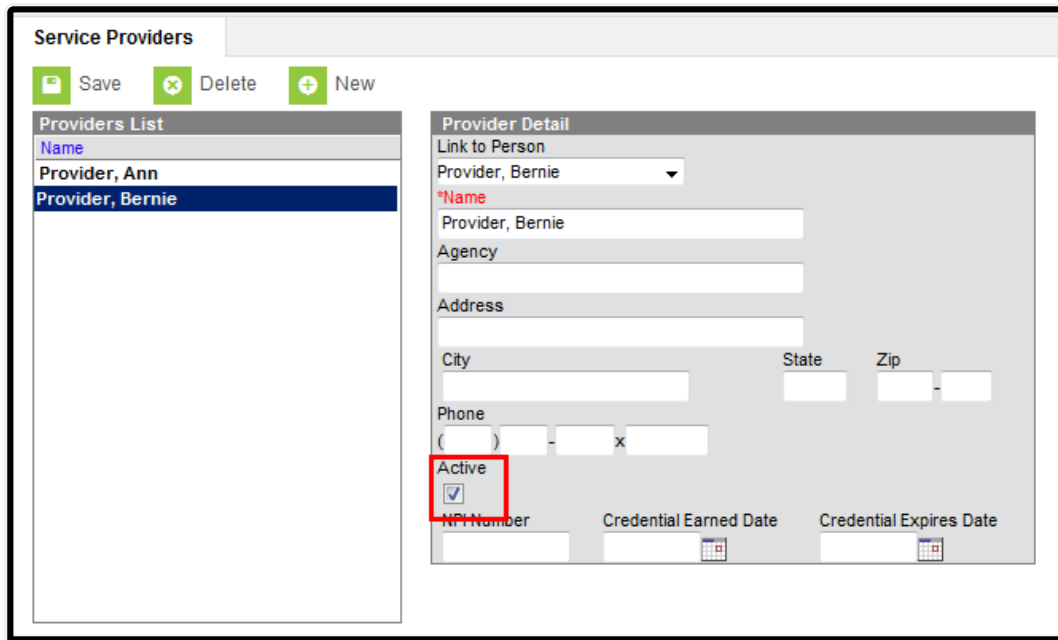 Service Providers
Save Delete New
Providers List
Name
Provider, Ann
Provider, Bernie
Provider Detail
Link to Person
Provider, Bernie
*Name
Provider, Bernie
Agency
Address
City State Zip
-
Phone
( ) - x
Active
NPI Number Credential Earned Date Credential Expires Date